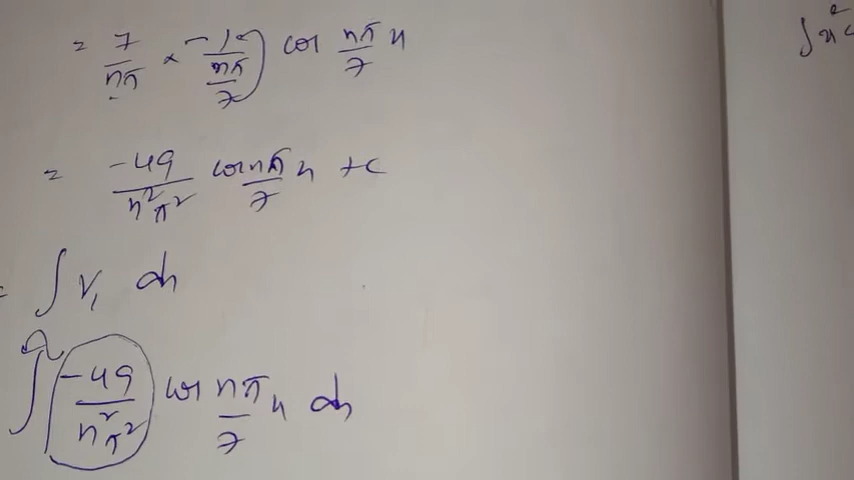 = 7/nπ × -1/(nπ/7) cos nπ/7 x
∫x²
= -49/n²π² cos nπ/7 x + c
= ∫ V₁ dx
∫ -49/n²π² cos nπ/7 x dx